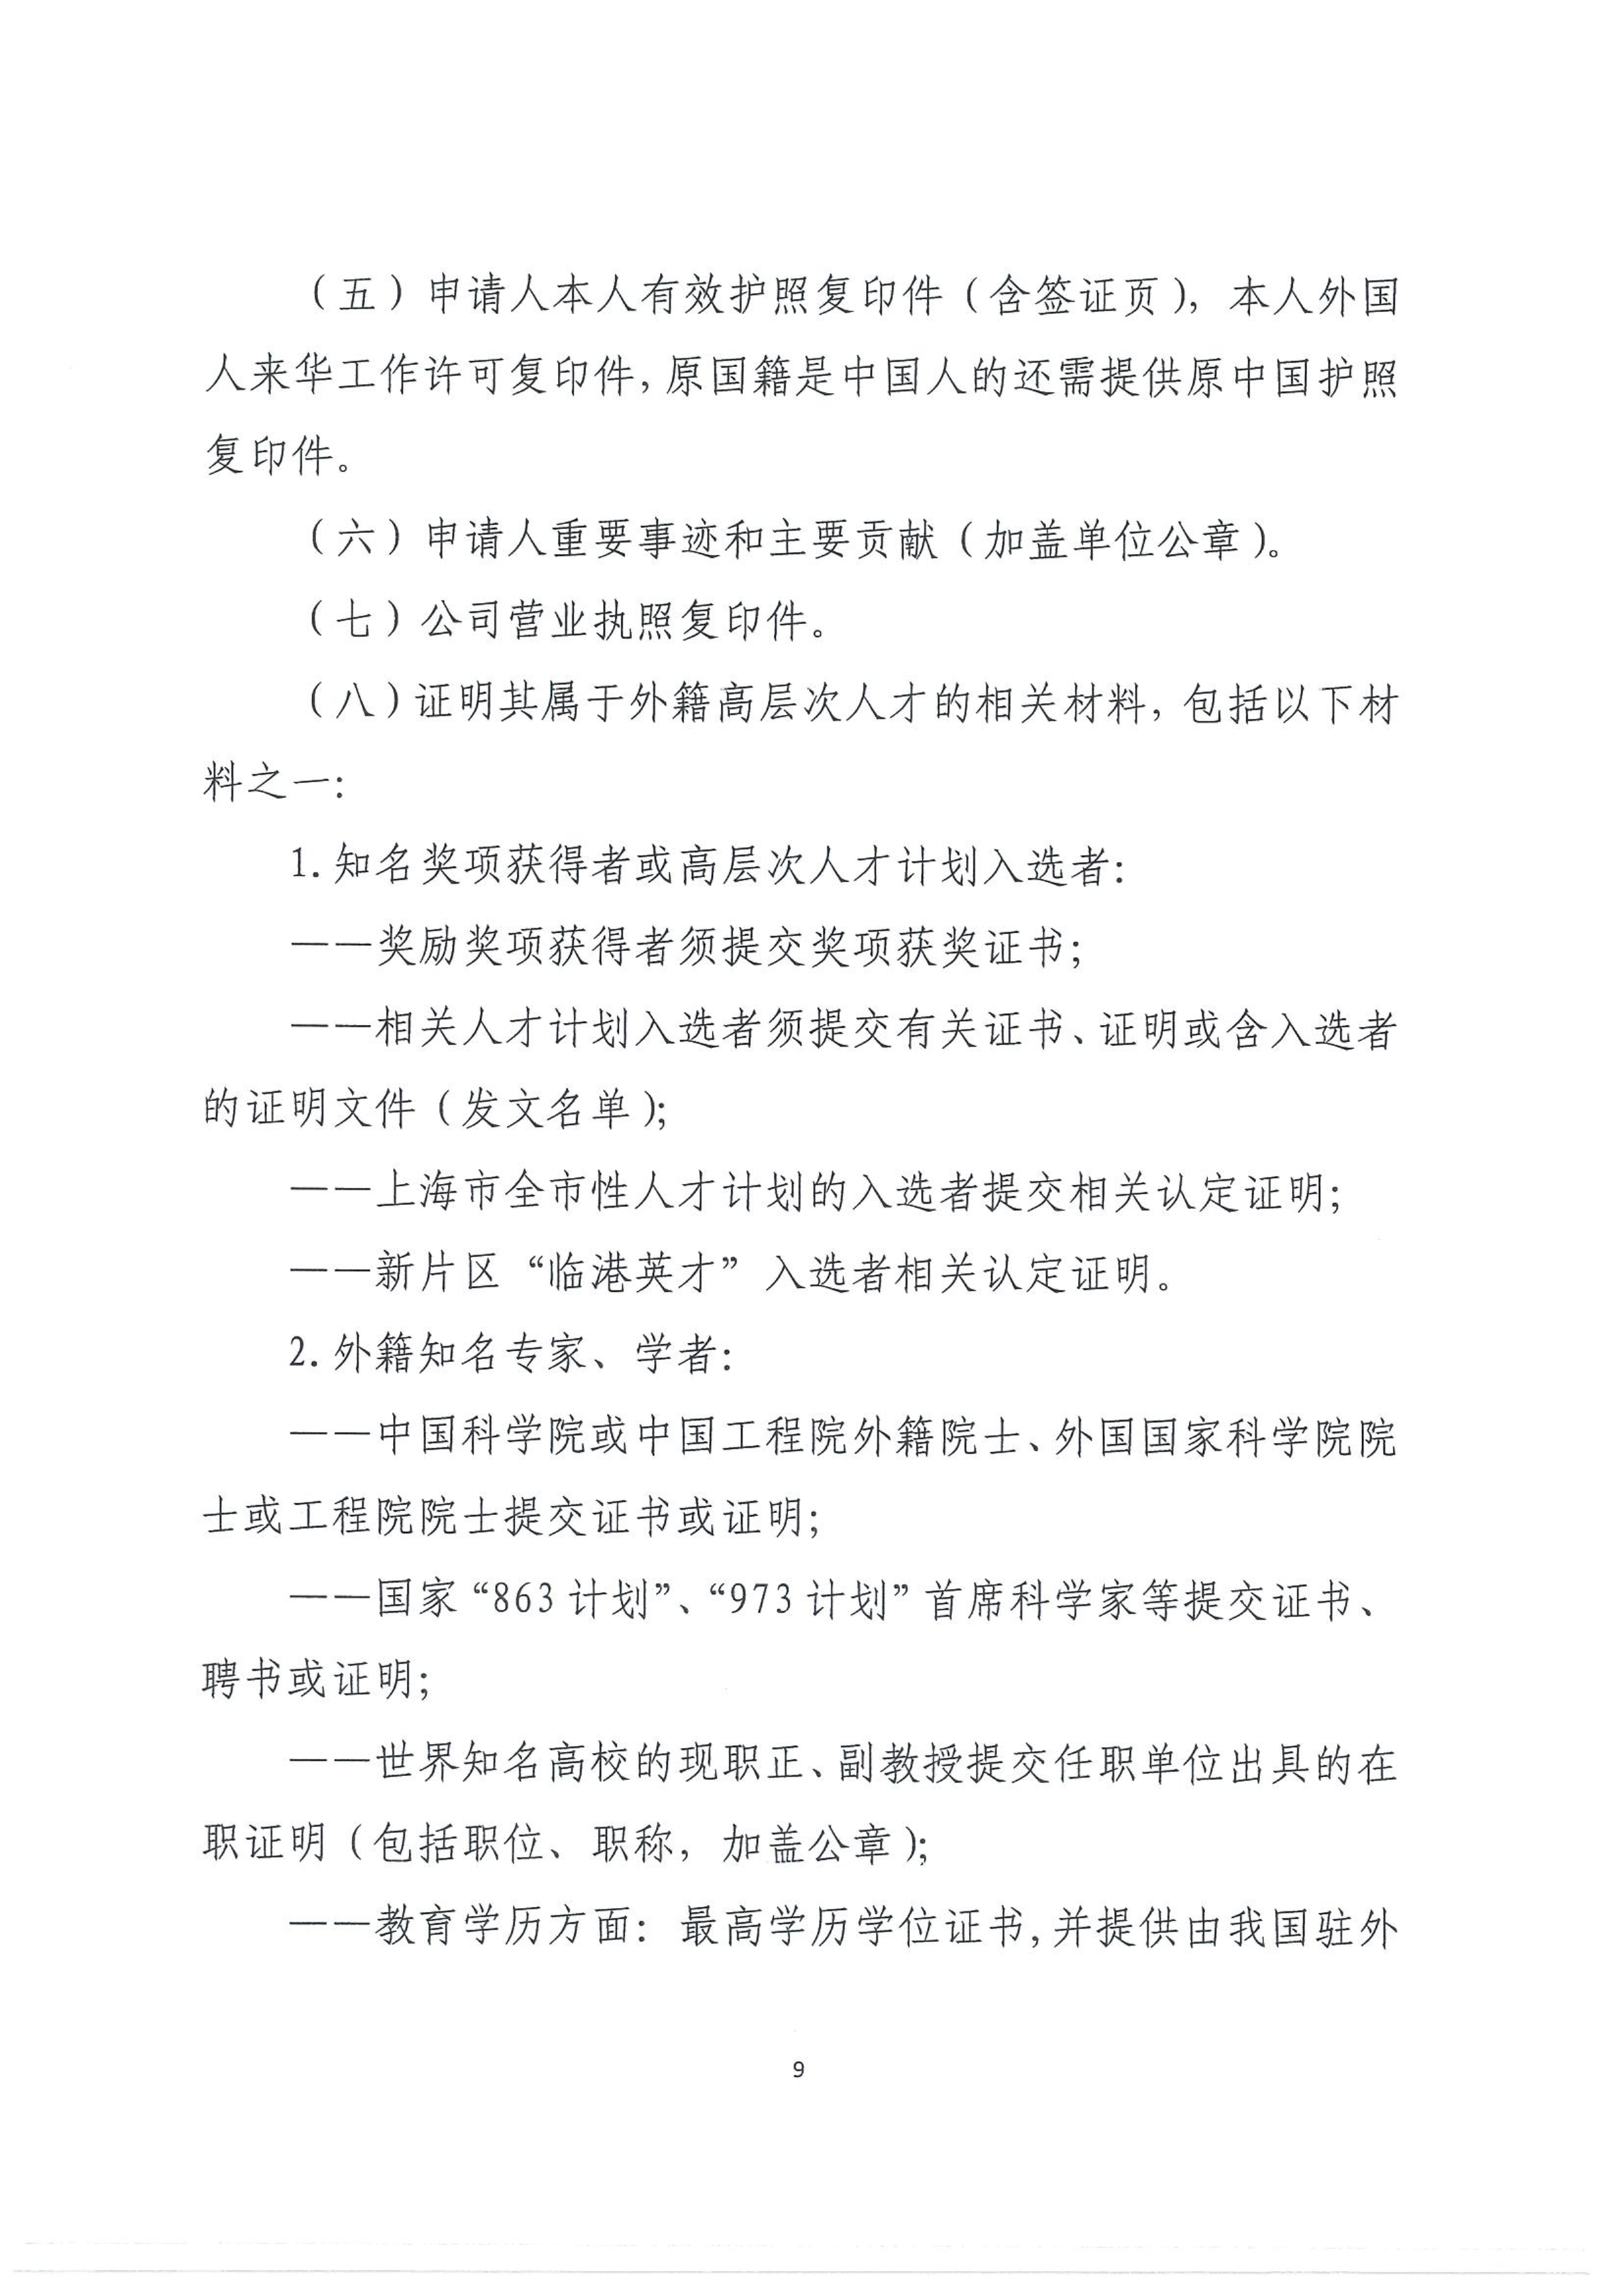 （五）申请人本人有效护照复印件（含签证页），本人外国
人来华工作许可复印件，原国籍是中国人的还需提供原中国护照
复印件。
（六）申请人重要事迹和主要贡献（加盖单位公章）。
（七）公司营业执照复印件。
（八）证明其属于外籍高层次人才的相关材料，包括以下材
料之一：
1.知名奖项获得者或高层次人才计划入选者：
——奖励奖项获得者须提交奖项获奖证书；
——相关人才计划入选者须提交有关证书、证明或含入选者
的证明文件（发文名单）；
——上海市全市性人才计划的入选者提交相关认定证明；
——新片区“临港英才”入选者相关认定证明。
2.外籍知名专家、学者：
——中国科学院或中国工程院外籍院士、外国国家科学院院
士或工程院院士提交证书或证明；
——国家“863计划”、“973计划”首席科学家等提交证书、
聘书或证明；
——世界知名高校的现职正、副教授提交任职单位出具的在
职证明（包括职位、职称，加盖公章）；
——教育学历方面：最高学历学位证书，并提供由我国驻外
9